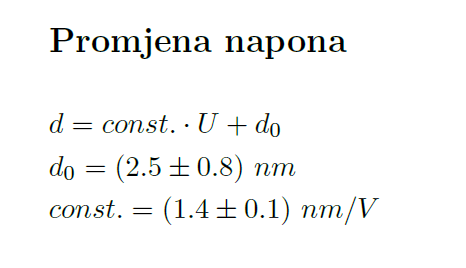 Promjena napona
d = const. · U + d₀
d₀ = (2.5 ± 0.8) nm
const. = (1.4 ± 0.1) nm/V